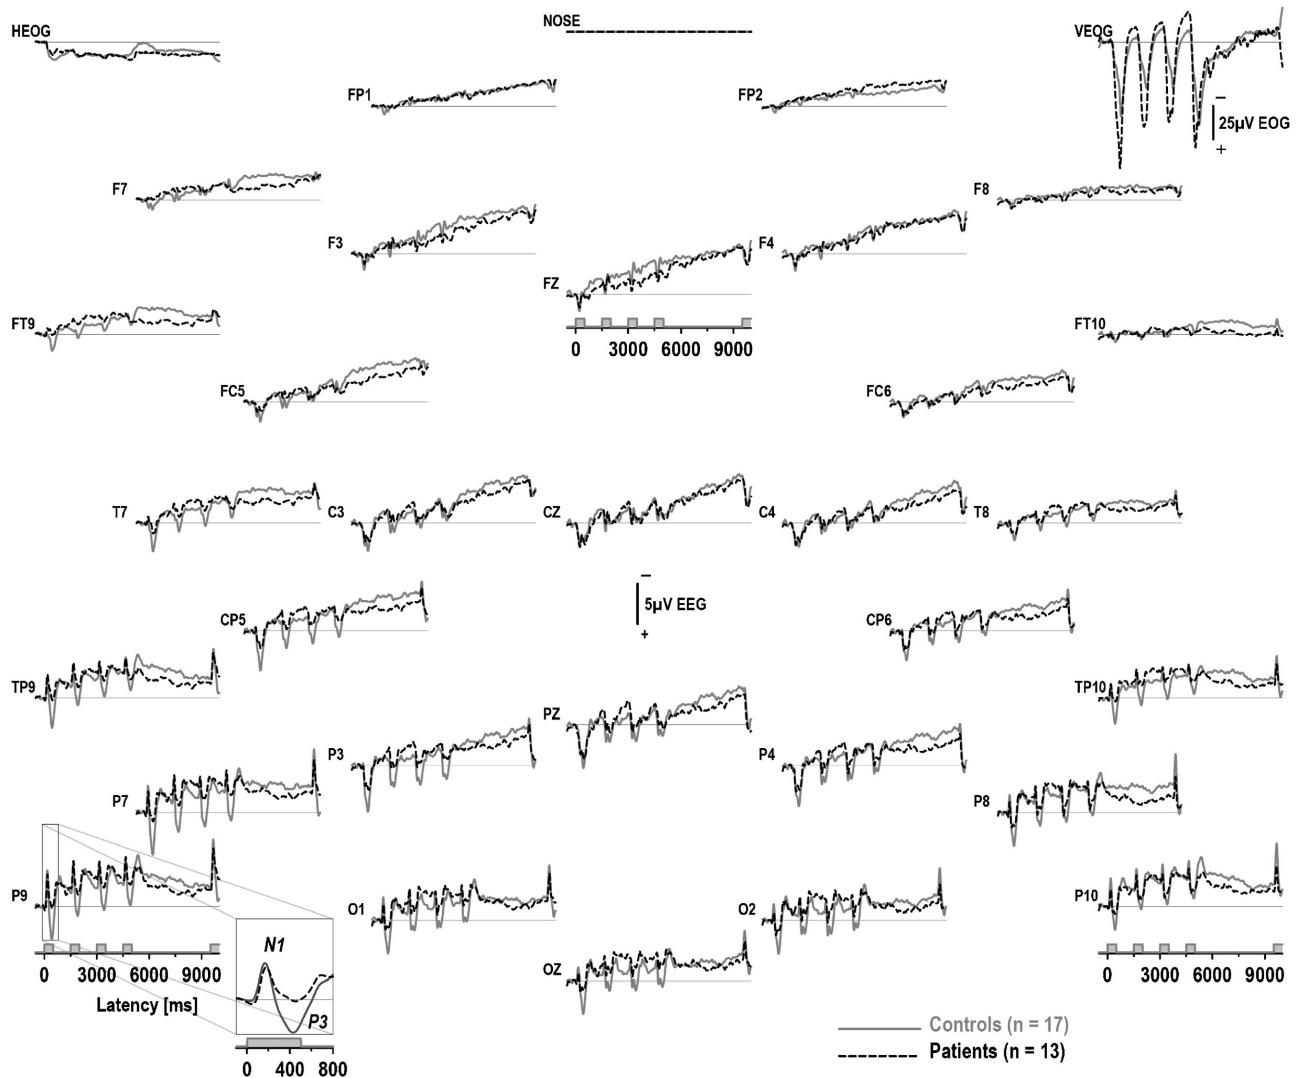 HEOG
NOSE
VEOG
FP1
FP2
–
25µV EOG
+
F7
F8
F3
F4
FZ
FT9
FT10
0 3000 6000 9000
FC5
FC6
T7
C3
CZ
C4
T8
–
5µV EEG
+
CP5
CP6
TP9
TP10
PZ
P3
P4
P7
P8
P9
O1
O2
P10
N1
OZ
0 3000 6000 9000
0 3000 6000 9000
Latency [ms]
P3
Controls (n = 17)
Patients (n = 13)
0 400 800